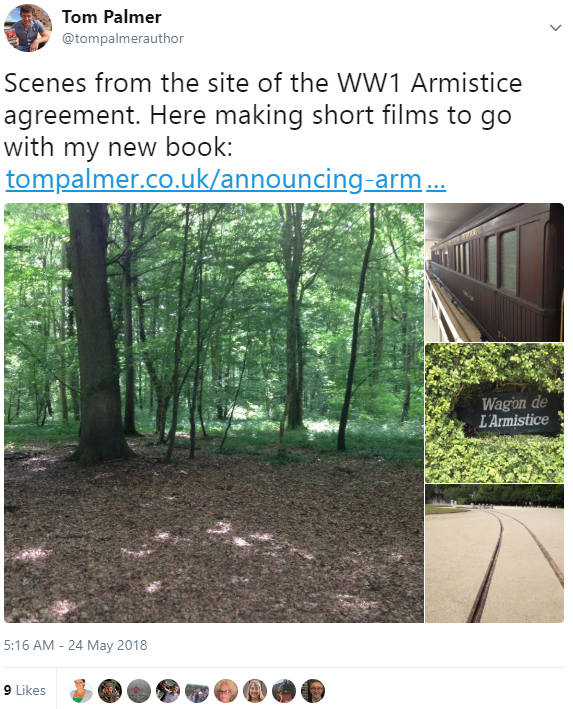 Tom Palmer
@tompalmerauthor
Scenes from the site of the WW1 Armistice
agreement. Here making short films to go
with my new book:
tompalmer.co.uk/announcing-arm ...
Wagon de
L'Armistice
5:16 AM - 24 May 2018
9 Likes